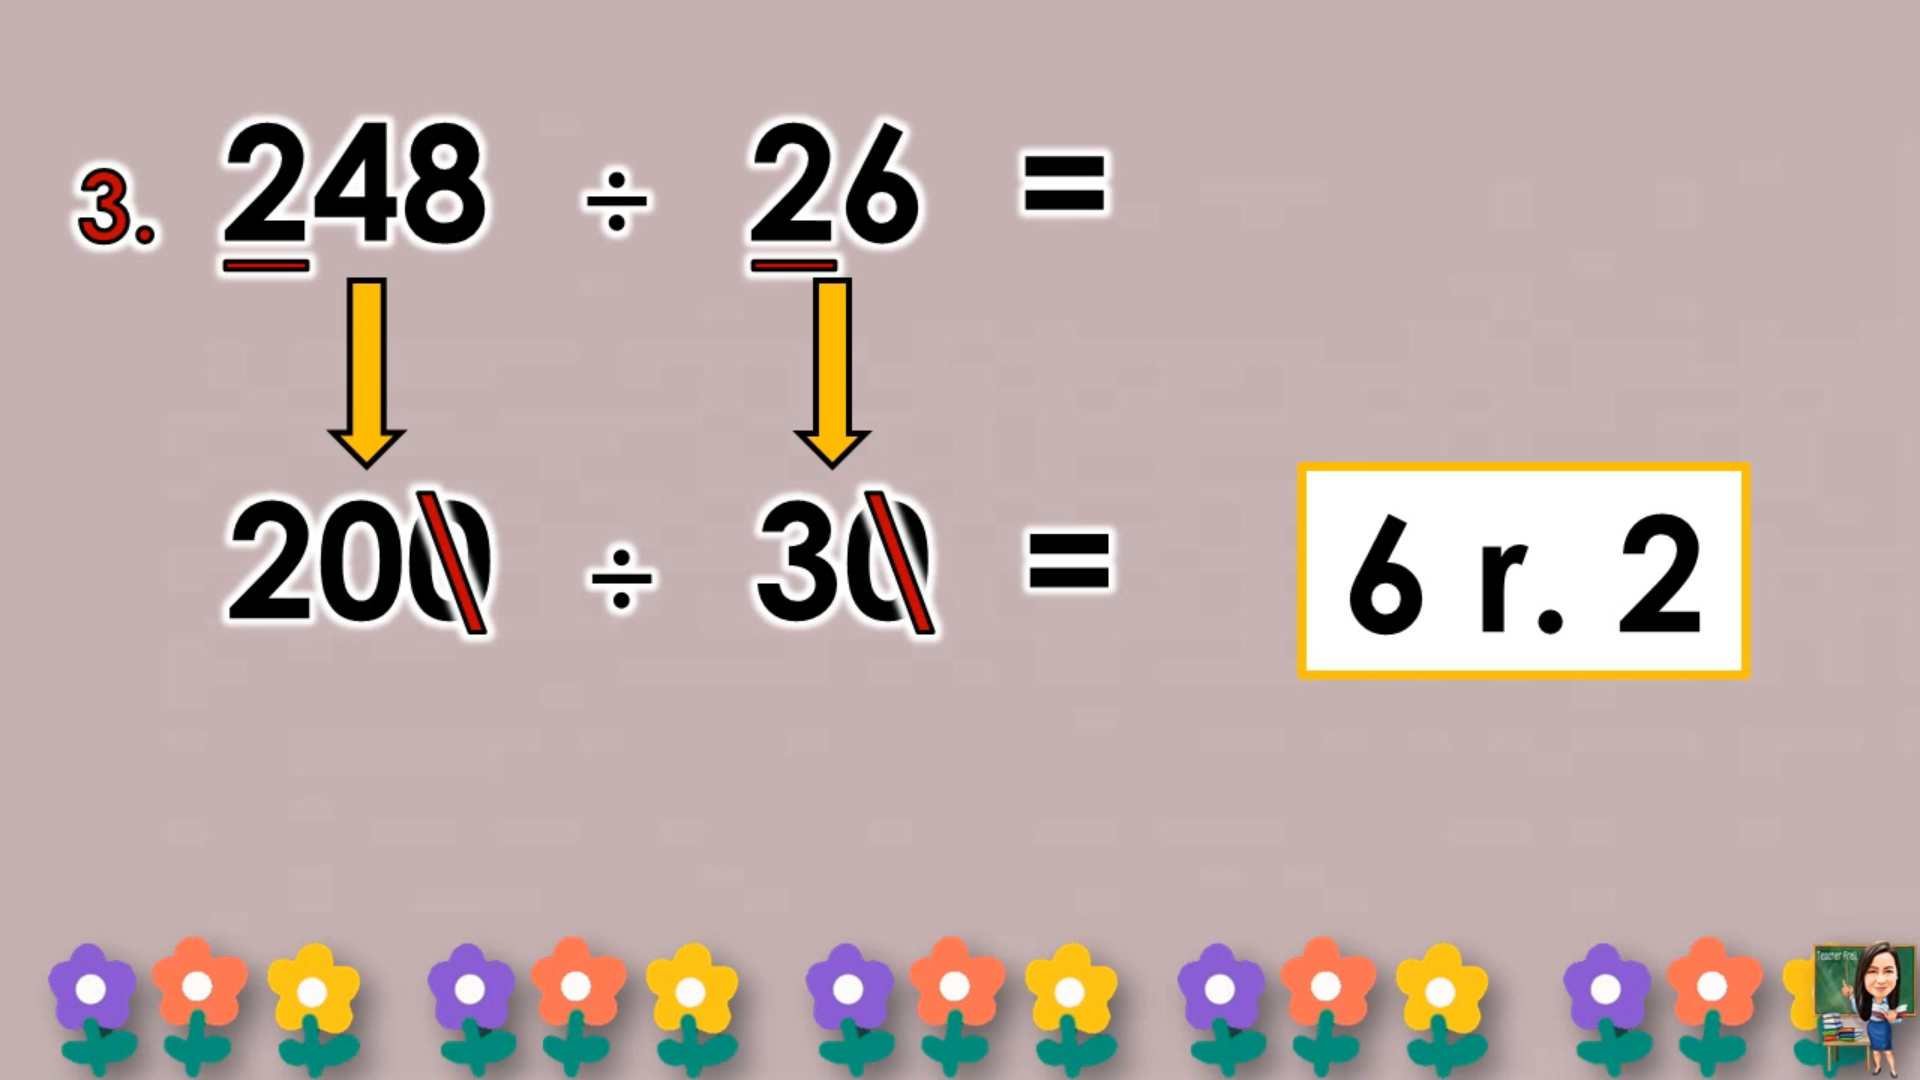 3. 248 ÷ 26 =
200 ÷ 30 = 6 r. 2